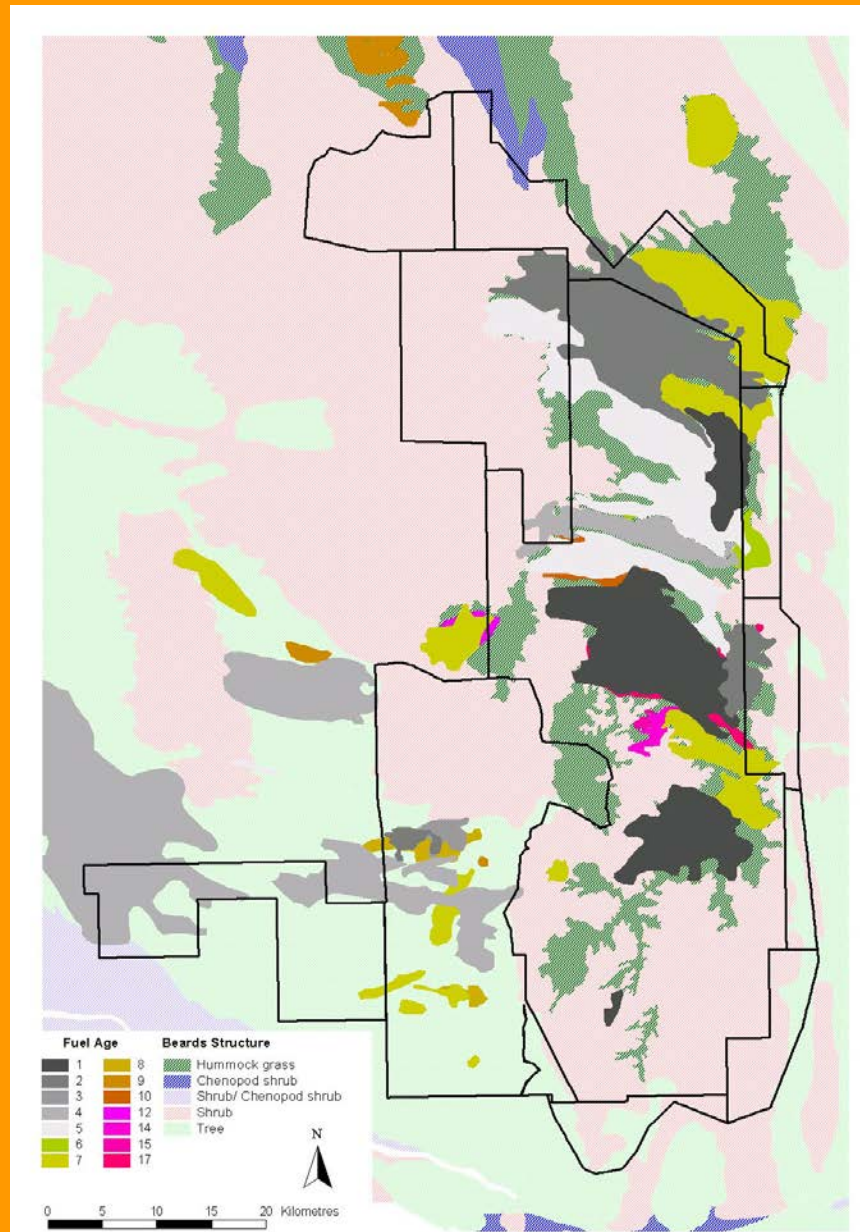 Fuel Age Beards Structure
1 8 Hummock grass
2 9 Chenopod shrub
3 10 Shrub/ Chenopod shrub
4 12 Shrub
5 14 Tree
6 15
7 17
N
0 5 10 15 20 Kilometres